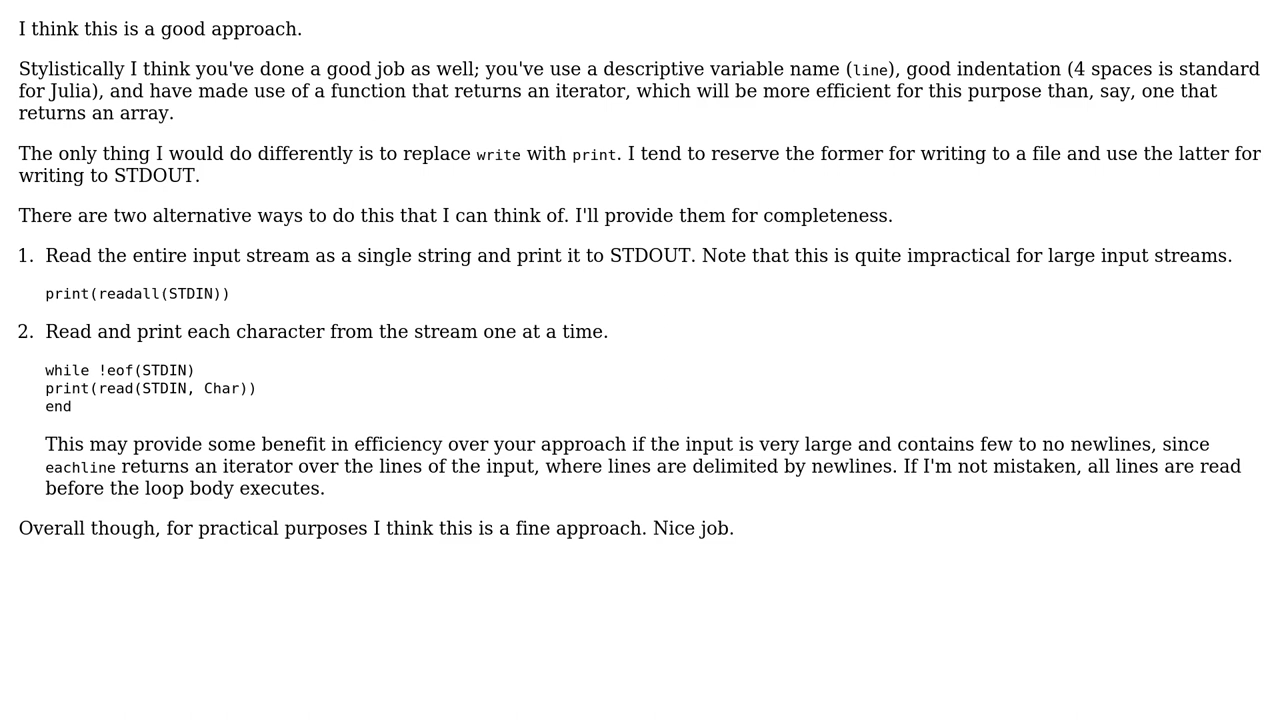 I think this is a good approach.
Stylistically I think you've done a good job as well; you've use a descriptive variable name (line), good indentation (4 spaces is standard
for Julia), and have made use of a function that returns an iterator, which will be more efficient for this purpose than, say, one that
returns an array.
The only thing I would do differently is to replace write with print. I tend to reserve the former for writing to a file and use the latter for
writing to STDOUT.
There are two alternative ways to do this that I can think of. I'll provide them for completeness.
1. Read the entire input stream as a single string and print it to STDOUT. Note that this is quite impractical for large input streams.
print(readall(STDIN))
2. Read and print each character from the stream one at a time.
while !eof(STDIN)
print(read(STDIN, Char))
end
This may provide some benefit in efficiency over your approach if the input is very large and contains few to no newlines, since
eachline returns an iterator over the lines of the input, where lines are delimited by newlines. If I'm not mistaken, all lines are read
before the loop body executes.
Overall though, for practical purposes I think this is a fine approach. Nice job.